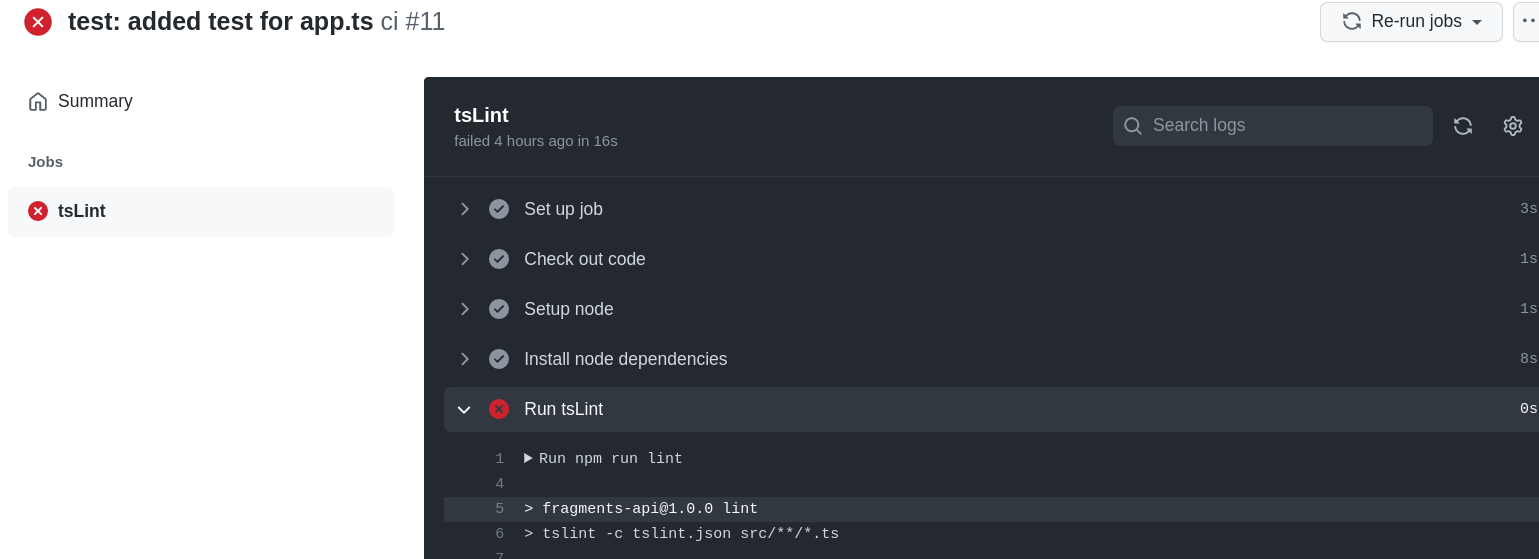 test: added test for app.ts ci #11
Re-run jobs
Summary
Jobs
tsLint
tsLint
failed 4 hours ago in 16s
Search logs
Set up job 3s
Check out code 1s
Setup node 1s
Install node dependencies 8s
Run tsLint 0s
1 Run npm run lint
4
5 > fragments-api@1.0.0 lint
6 > tslint -c tslint.json src/**/*.ts
7